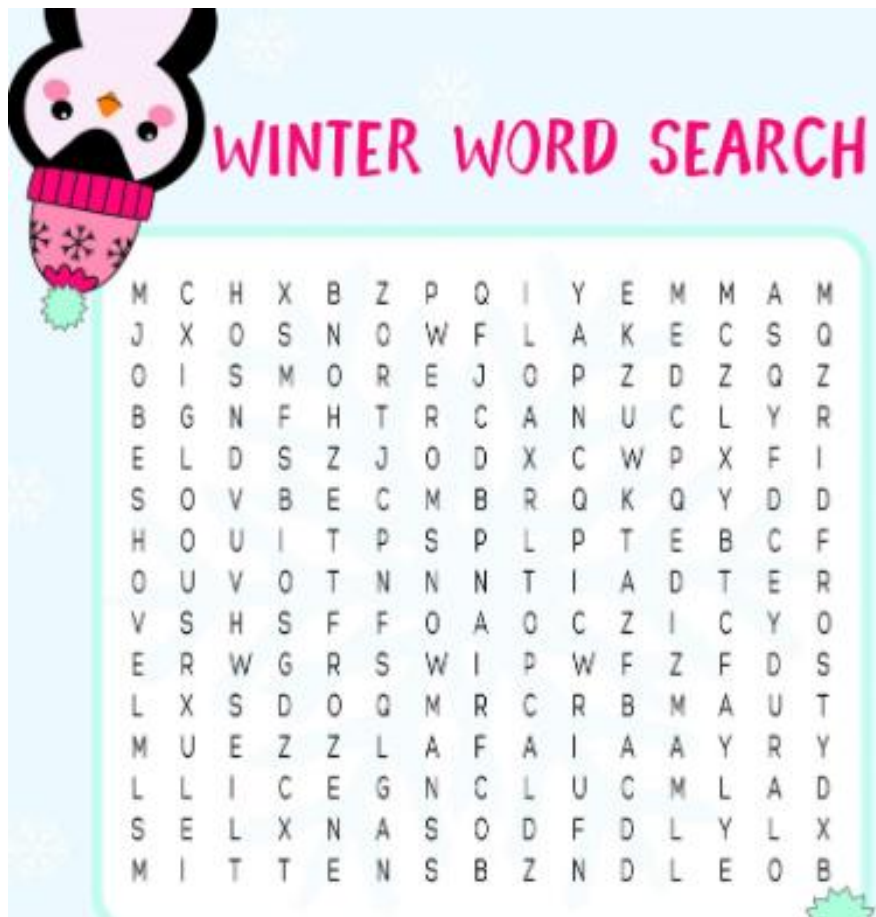 WINTER WORD SEARCH
M C H X B Z P Q I Y E M M A M
J X O S N O W F L A K E C S Q
O I S M O R E J O P Z D Z Q Z
B G N F H T R C A N U C L Y R
E L D S Z J O D X C W P X F I
S O V B E C M B R Q K Q Y D D
H O U I T P S P L P T E B C F
O U V O T N N N T I A D T E R
V S H S F F O A O C Z I C Y O
E R W G R S W I P W F Z F D S
L X S D O Q M R C R B M A U T
M U E Z Z L A F A I A A Y R Y
L L I C E G N C L U C M L A D
S E L X N A S O D F D L Y L X
M I T T E N S B Z N D L E O B